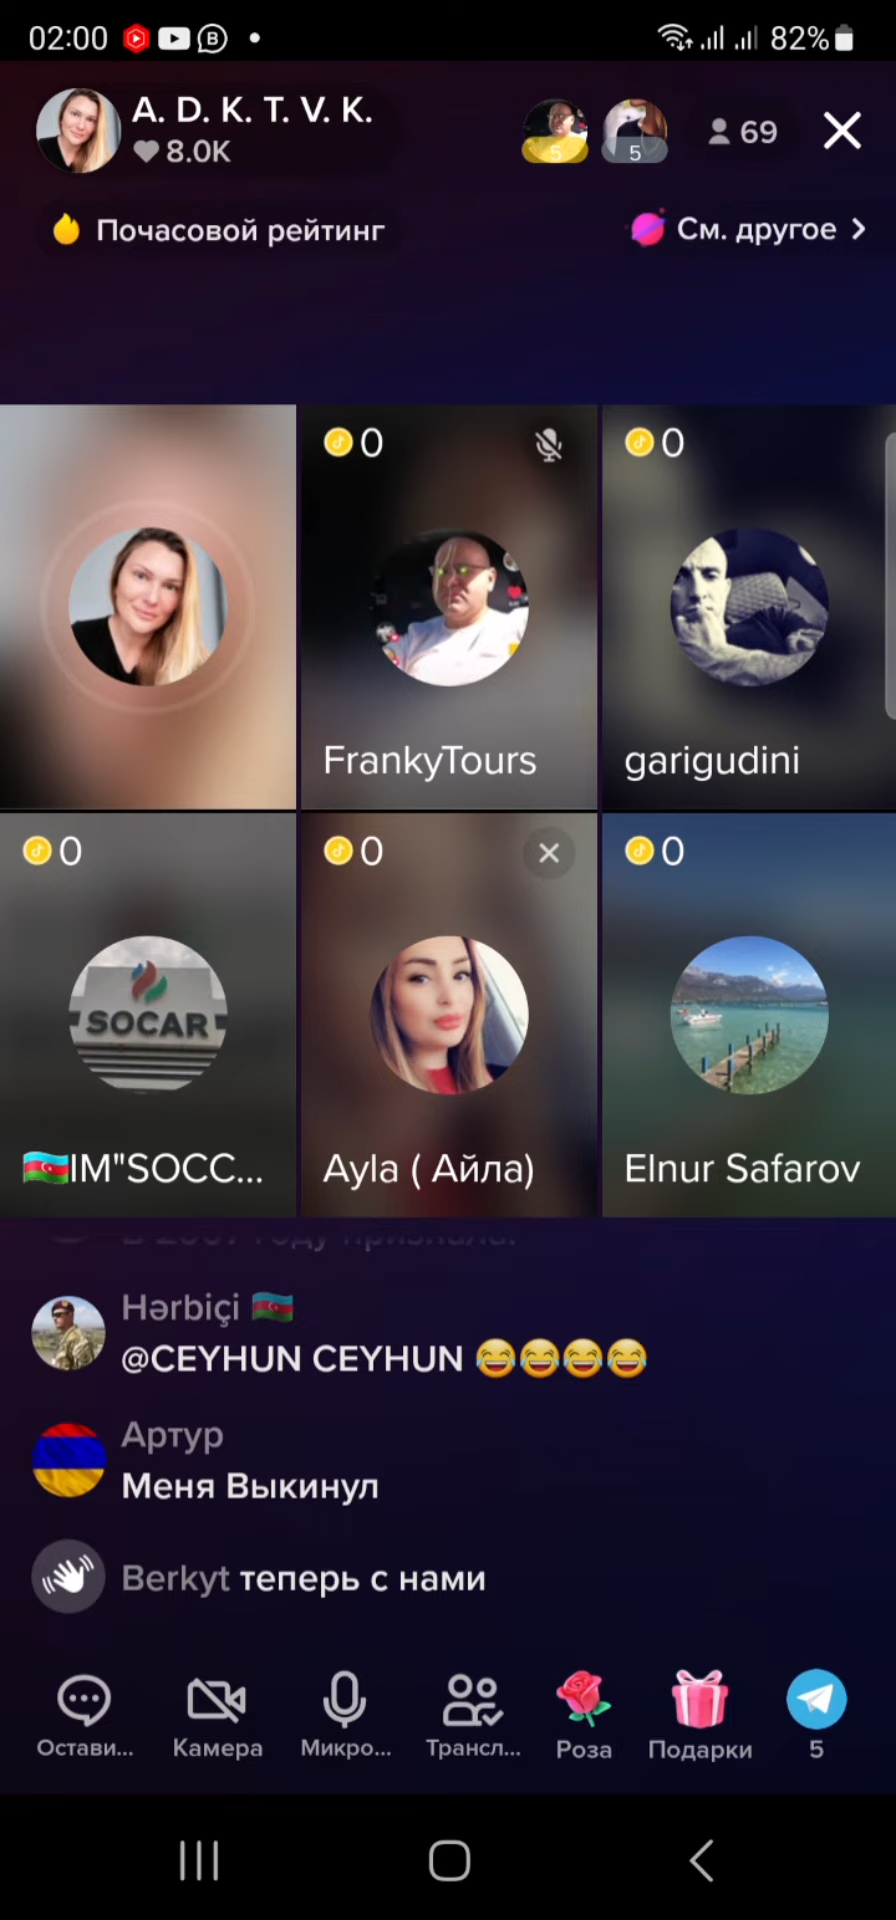 02:00
82%
A. D. K. T. V. K.
8.0K
5
5
69
Почасовой рейтинг
См. другое
0
0
FrankyTours
garigudini
0
0
0
SOCAR
IM"SOCC...
Ayla ( Айла)
Elnur Safarov
Hərbiçi
@CEYHUN CEYHUN
Артур
Меня Выкинул
Berkyt теперь с нами
Остави...
Камера
Микро...
Трансл...
Роза
Подарки
5